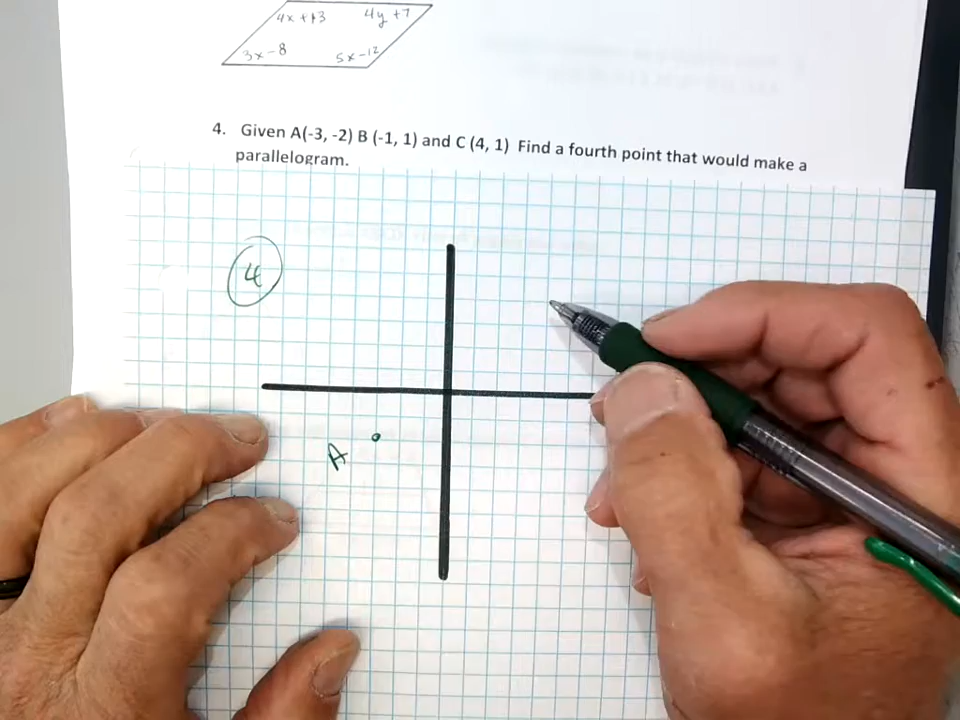 4x + 13 4y + 7
3x - 8 5x - 12
4. Given A(-3, -2) B (-1, 1) and C (4, 1) Find a fourth point that would make a
parallelogram.
4
A